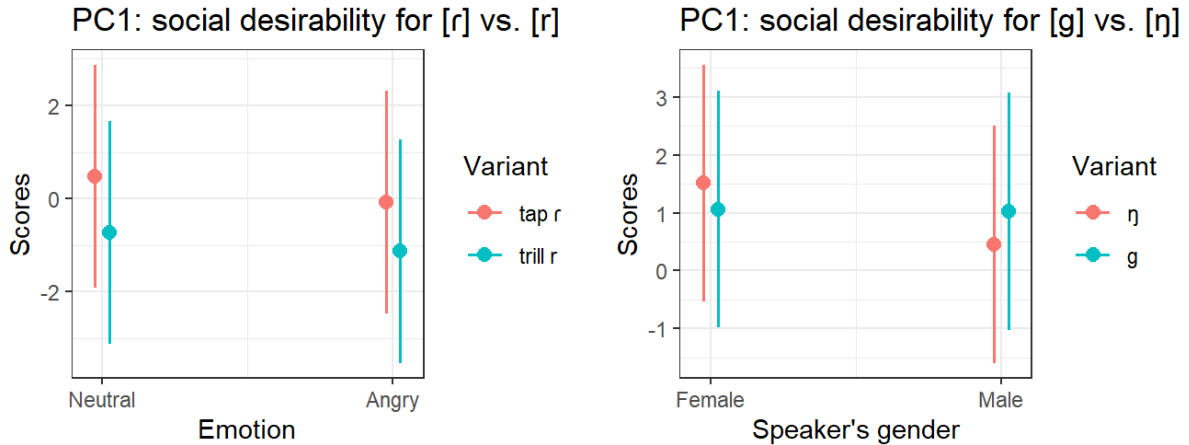 PC1: social desirability for [ɾ] vs. [r]
Scores
2
0
-2
Neutral
Angry
Emotion
Variant
tap ɾ
trill r
PC1: social desirability for [g] vs. [ŋ]
Scores
3
2
1
0
-1
Female
Male
Speaker's gender
Variant
ŋ
g